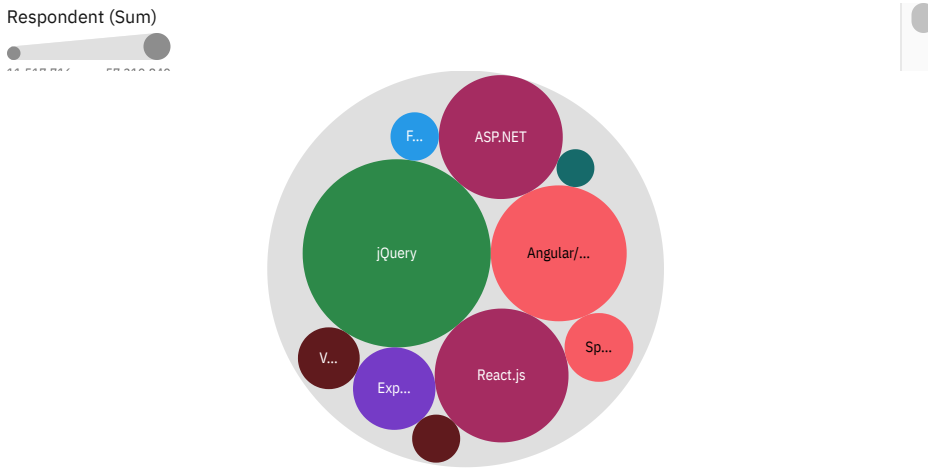 Respondent (Sum)
F...
ASP.NET
jQuery
Angular/...
Sp...
V...
React.js
Exp...